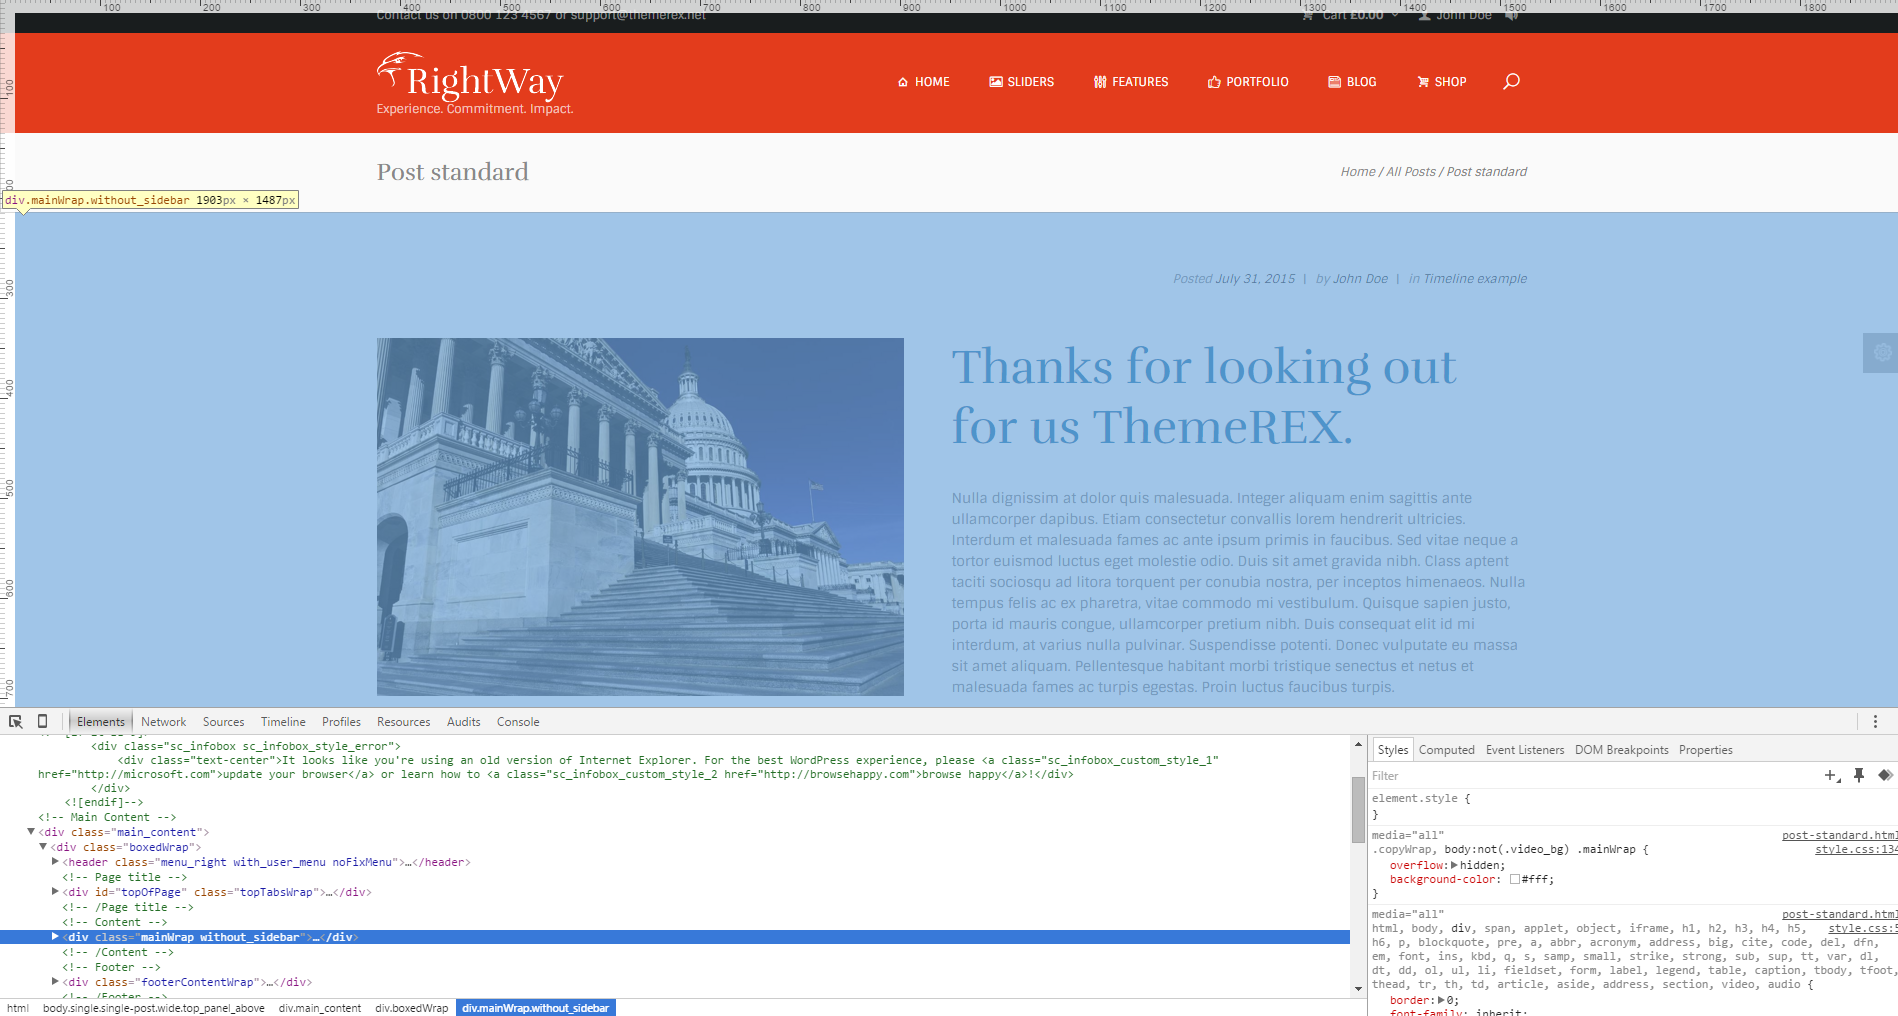 100 200 300 400 500 600 700 800 900 1000 1100 1200 1300 1400 1500 1600 1700 1800
Contact us on 0800 123 4567 or support@themerex.net
Cart £0.00 John Doe
100
RightWay
Experience. Commitment. Impact.
HOME SLIDERS FEATURES PORTFOLIO BLOG SHOP
Post standard
Home / All Posts / Post standard
div.mainWrap.without_sidebar 1903px × 1487px
Posted July 31, 2015 | by John Doe | in Timeline example
300
400
500
600
700
Thanks for looking out
for us ThemeREX.
Nulla dignissim at dolor quis malesuada. Integer aliquam enim sagittis ante
ullamcorper dapibus. Etiam consectetur convallis lorem hendrerit ultricies.
Interdum et malesuada fames ac ante ipsum primis in faucibus. Sed vitae neque a
tortor euismod luctus eget molestie odio. Duis sit amet gravida nibh. Class aptent
taciti sociosqu ad litora torquent per conubia nostra, per inceptos himenaeos. Nulla
tempus felis ac ex pharetra, vitae commodo mi vestibulum. Quisque sapien justo,
porta id mauris congue, ullamcorper pretium nibh. Duis consequat elit id mi
interdum, at varius nulla pulvinar. Suspendisse potenti. Donec vulputate eu massa
sit amet aliquam. Pellentesque habitant morbi tristique senectus et netus et
malesuada fames ac turpis egestas. Proin luctus faucibus turpis.
Elements Network Sources Timeline Profiles Resources Audits Console
<div class="sc_infobox sc_infobox_style_error">
<div class="text-center">It looks like you're using an old version of Internet Explorer. For the best WordPress experience, please <a class="sc_infobox_custom_style_1"
href="http://microsoft.com">update your browser</a> or learn how to <a class="sc_infobox_custom_style_2 href="http://browsehappy.com">browse happy</a>!</div>
</div>
<![endif]-->
<!-- Main Content -->
<div class="main_content">
<div class="boxedWrap">
<header class="menu_right with_user_menu noFixMenu">…</header>
<!-- Page title -->
<div id="topOfPage" class="topTabsWrap">…</div>
<!-- /Page title -->
<!-- Content -->
<div class="mainWrap without_sidebar">…</div>
<!-- /Content -->
<!-- Footer -->
<div class="footerContentWrap">…</div>
<!-- /Footer -->
html body.single.single-post.wide.top_panel_above div.main_content div.boxedWrap div.mainWrap.without_sidebar
Styles Computed Event Listeners DOM Breakpoints Properties
Filter
element.style {
}
media="all" post-standard.html
.copyWrap, body:not(.video_bg) .mainWrap { style.css:134
overflow: hidden;
background-color: #fff;
}
media="all" post-standard.html
html, body, div, span, applet, object, iframe, h1, h2, h3, h4, h5, style.css:5
h6, p, blockquote, pre, a, abbr, acronym, address, big, cite, code, del, dfn,
em, font, ins, kbd, q, s, samp, small, strike, strong, sub, sup, tt, var, dl,
dt, dd, ol, ul, li, fieldset, form, label, legend, table, caption, tbody, tfoot,
thead, tr, th, td, article, aside, address, section, video, audio {
border: 0;
font-family: inherit;